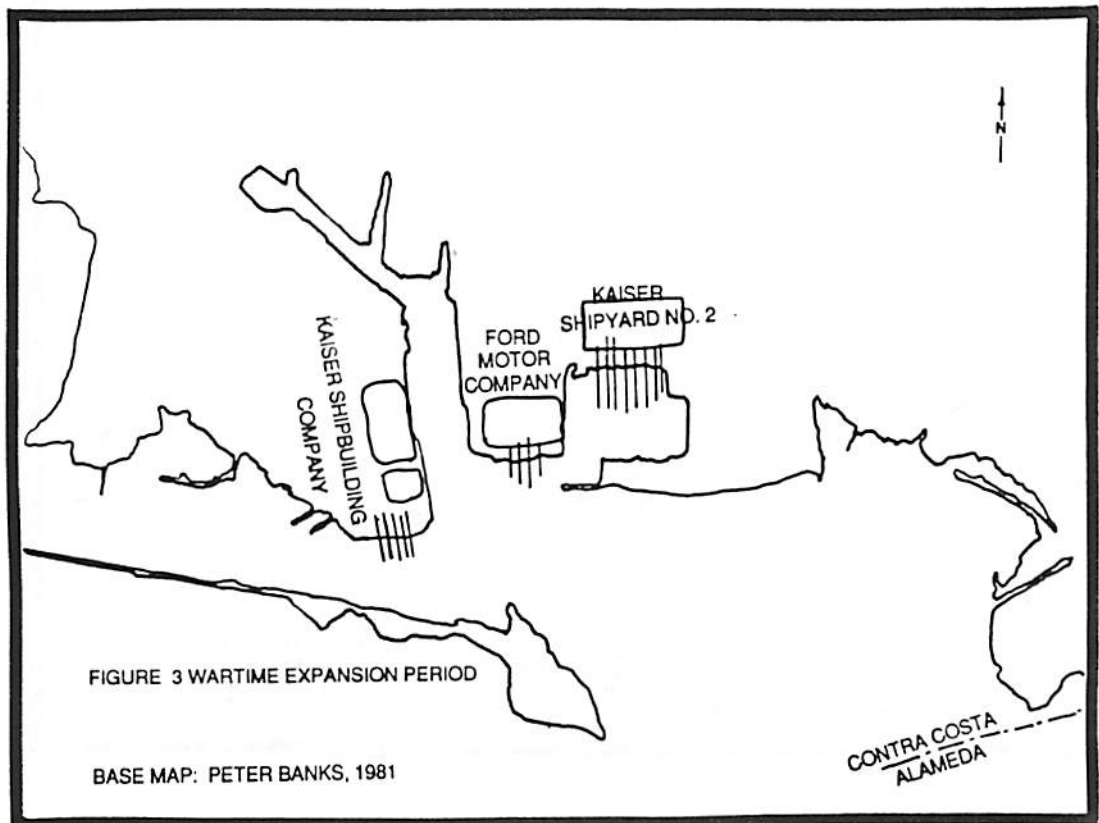 N
KAISER
SHIPYARD NO. 2
FORD
MOTOR
COMPANY
KAISER SHIPBUILDING
COMPANY
FIGURE 3 WARTIME EXPANSION PERIOD
BASE MAP: PETER BANKS, 1981
CONTRA COSTA
ALAMEDA